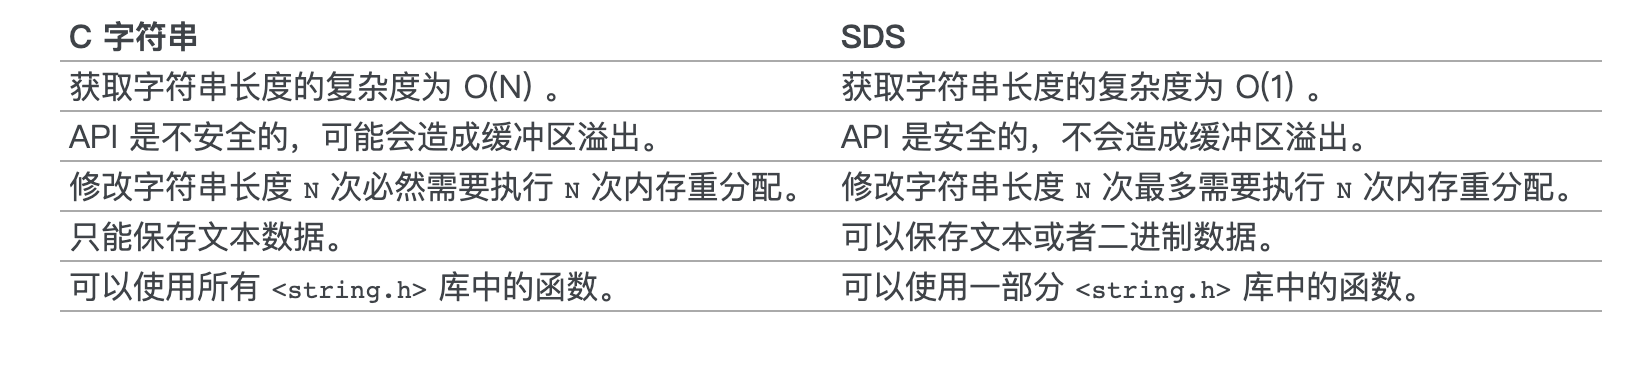 C 字符串 SDS
获取字符串长度的复杂度为 O(N) 。 获取字符串长度的复杂度为 O(1) 。
API 是不安全的，可能会造成缓冲区溢出。 API 是安全的，不会造成缓冲区溢出。
修改字符串长度 N 次必然需要执行 N 次内存重分配。 修改字符串长度 N 次最多需要执行 N 次内存重分配。
只能保存文本数据。 可以保存文本或者二进制数据。
可以使用所有 <string.h> 库中的函数。 可以使用一部分 <string.h> 库中的函数。